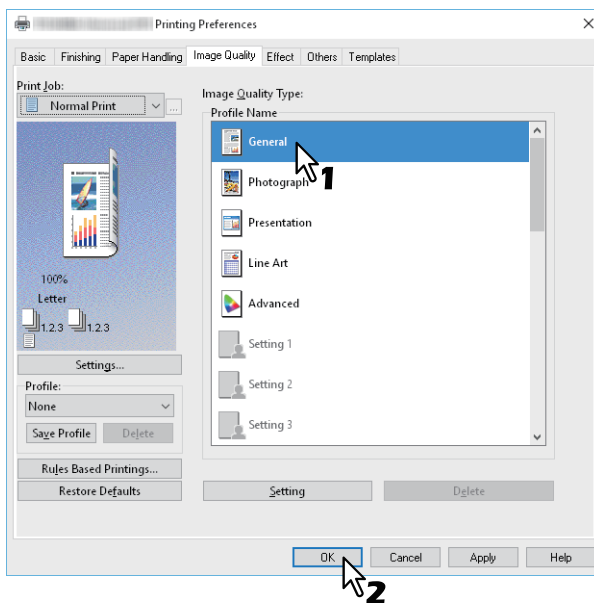 Printing Preferences
Basic Finishing Paper Handling Image Quality Effect Others Templates
Print Job:
Normal Print ...
100%
Letter
1.2.3 1.2.3
Settings...
Profile:
None
Save Profile Delete
Rules Based Printings...
Restore Defaults
Image Quality Type:
Profile Name
General
1
Photograph
Presentation
Line Art
Advanced
Setting 1
Setting 2
Setting 3
Setting Delete
OK Cancel Apply Help
2